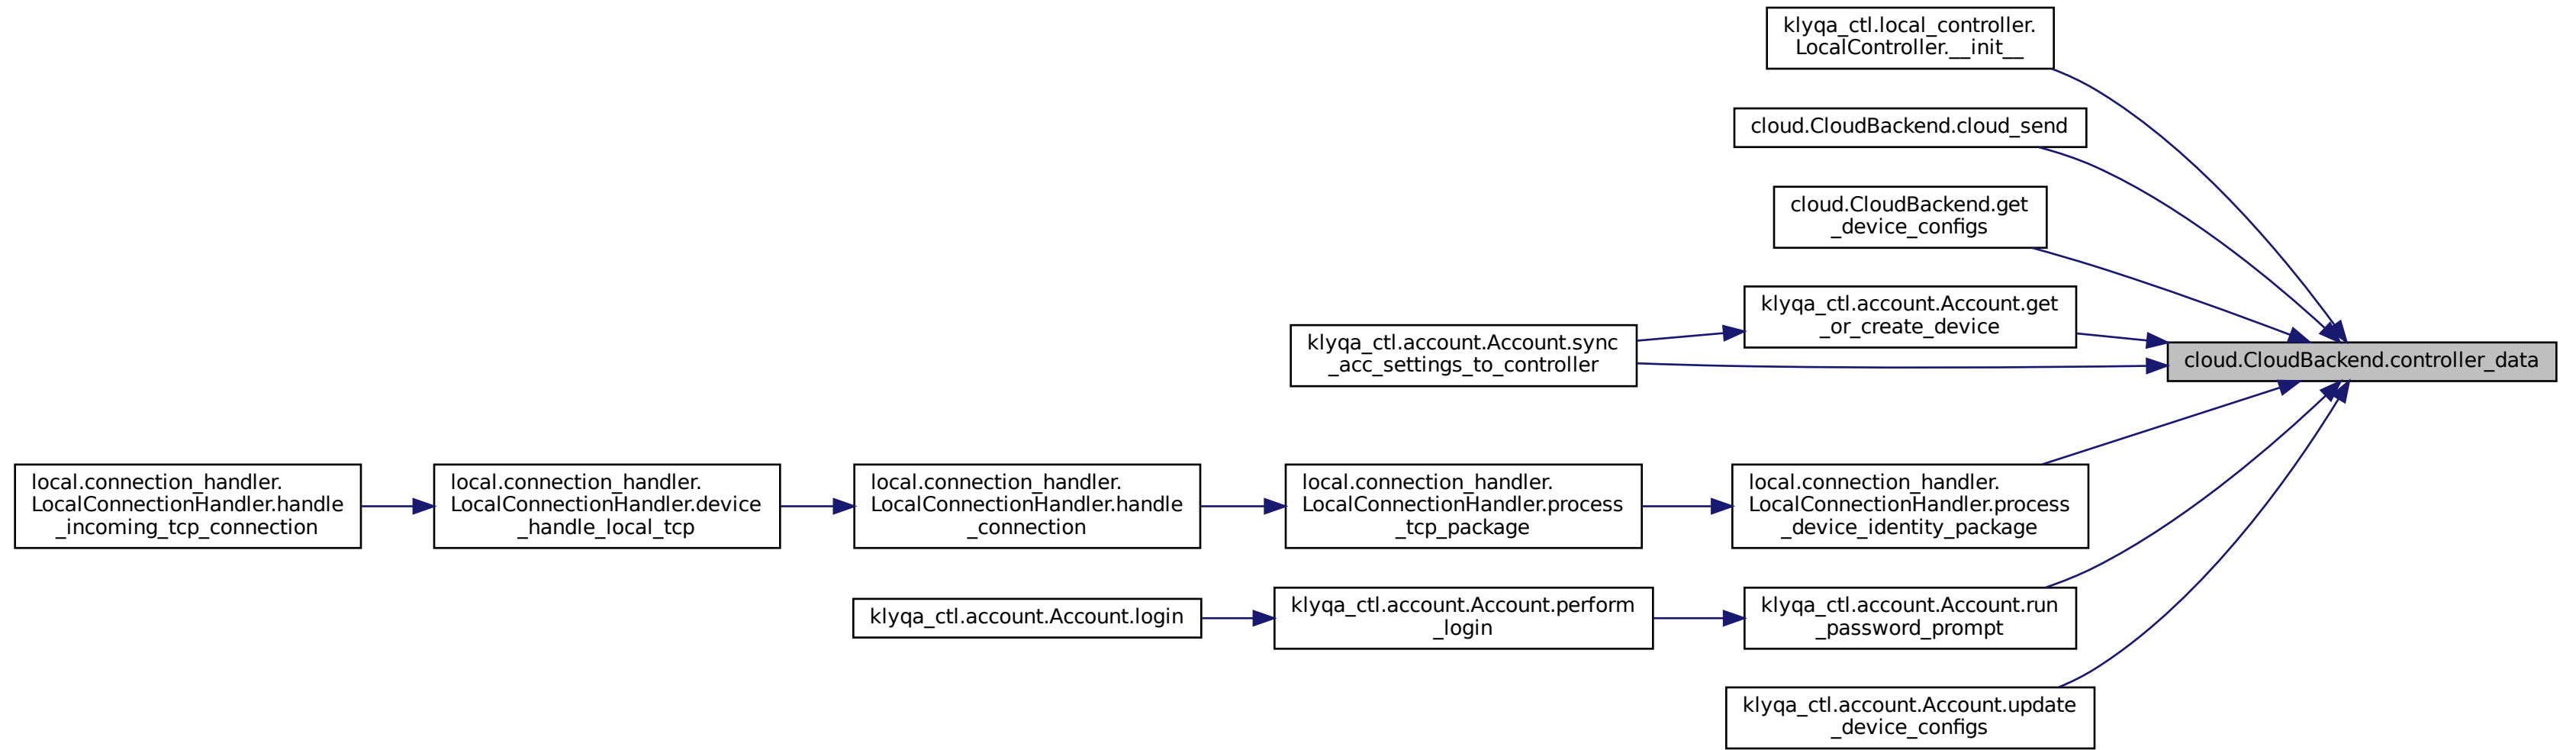 klyqa_ctl.local_controller.
LocalController.__init__
cloud.CloudBackend.cloud_send
cloud.CloudBackend.get
_device_configs
klyqa_ctl.account.Account.get
_or_create_device
klyqa_ctl.account.Account.sync
_acc_settings_to_controller
cloud.CloudBackend.controller_data
local.connection_handler.
LocalConnectionHandler.handle
_incoming_tcp_connection
local.connection_handler.
LocalConnectionHandler.device
_handle_local_tcp
local.connection_handler.
LocalConnectionHandler.handle
_connection
local.connection_handler.
LocalConnectionHandler.process
_tcp_package
local.connection_handler.
LocalConnectionHandler.process
_device_identity_package
klyqa_ctl.account.Account.login
klyqa_ctl.account.Account.perform
_login
klyqa_ctl.account.Account.run
_password_prompt
klyqa_ctl.account.Account.update
_device_configs